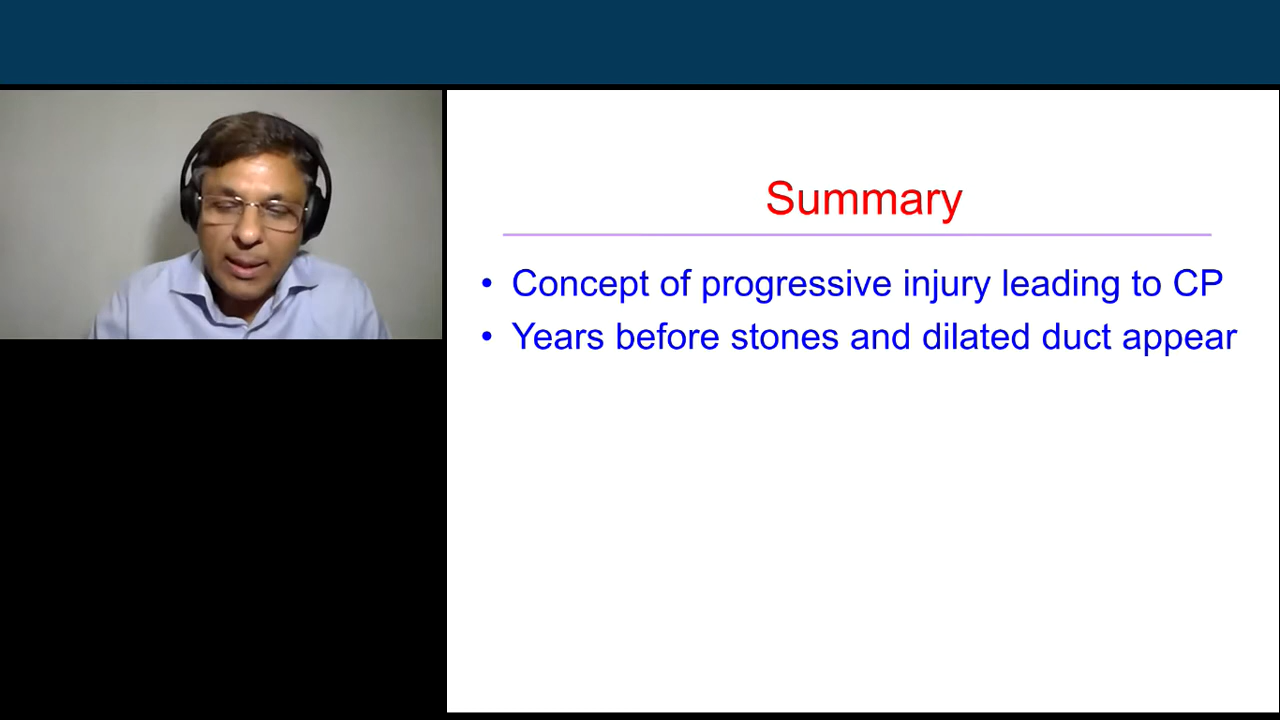 Summary
• Concept of progressive injury leading to CP
• Years before stones and dilated duct appear